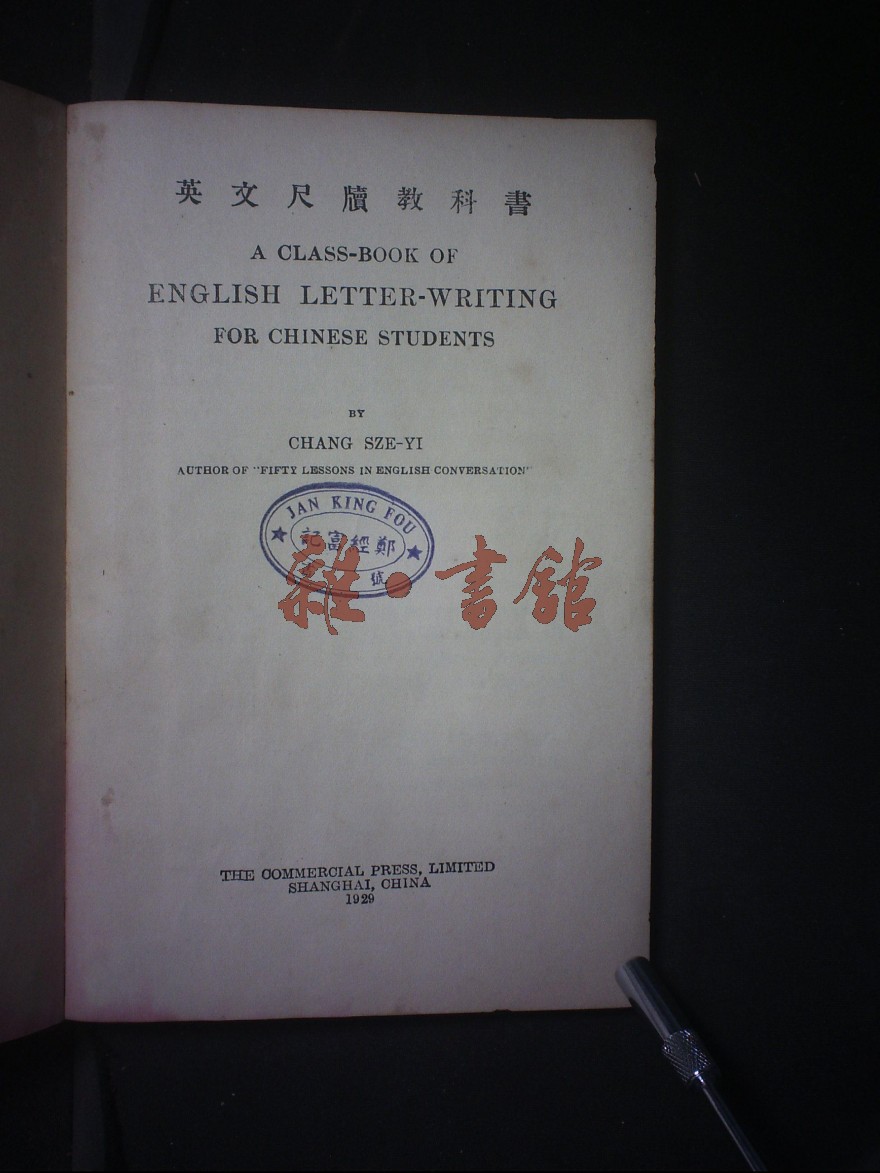 英文尺牘教科書
A CLASS-BOOK OF
ENGLISH LETTER-WRITING
FOR CHINESE STUDENTS
BY
CHANG SZE-YI
AUTHOR OF "FIFTY LESSONS IN ENGLISH CONVERSATION"
JAN KING FOU
記富經鄭
雜·書館
THE COMMERCIAL PRESS, LIMITED
SHANGHAI, CHINA
1929